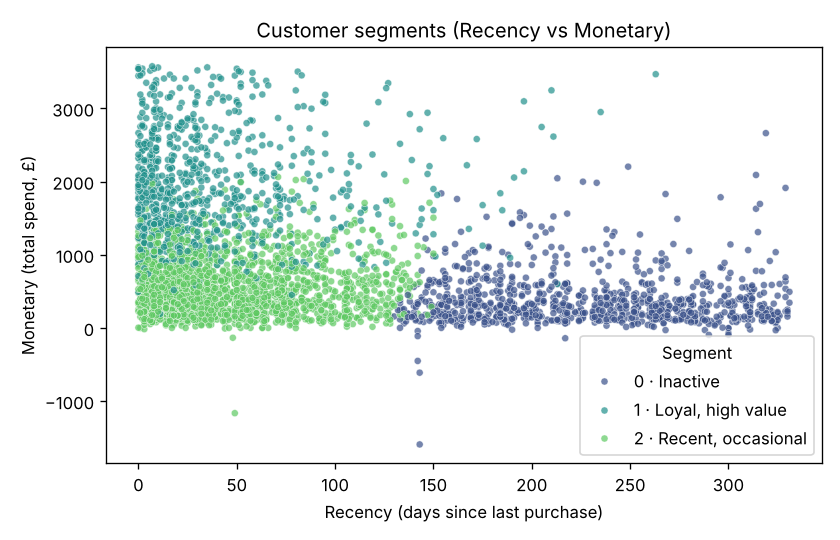 Customer segments (Recency vs Monetary)
Monetary (total spend, £)
3000
2000
1000
0
−1000
0 50 100 150 200 250 300
Recency (days since last purchase)
Segment
0 · Inactive
1 · Loyal, high value
2 · Recent, occasional